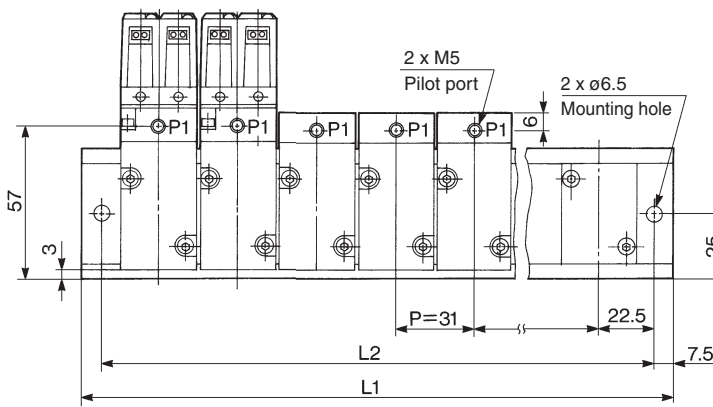 2 x M5
Pilot port
2 x ø6.5
Mounting hole
P1
P1
P1
P1
P1
6
57
3
25
P=31
22.5
L2
7.5
L1